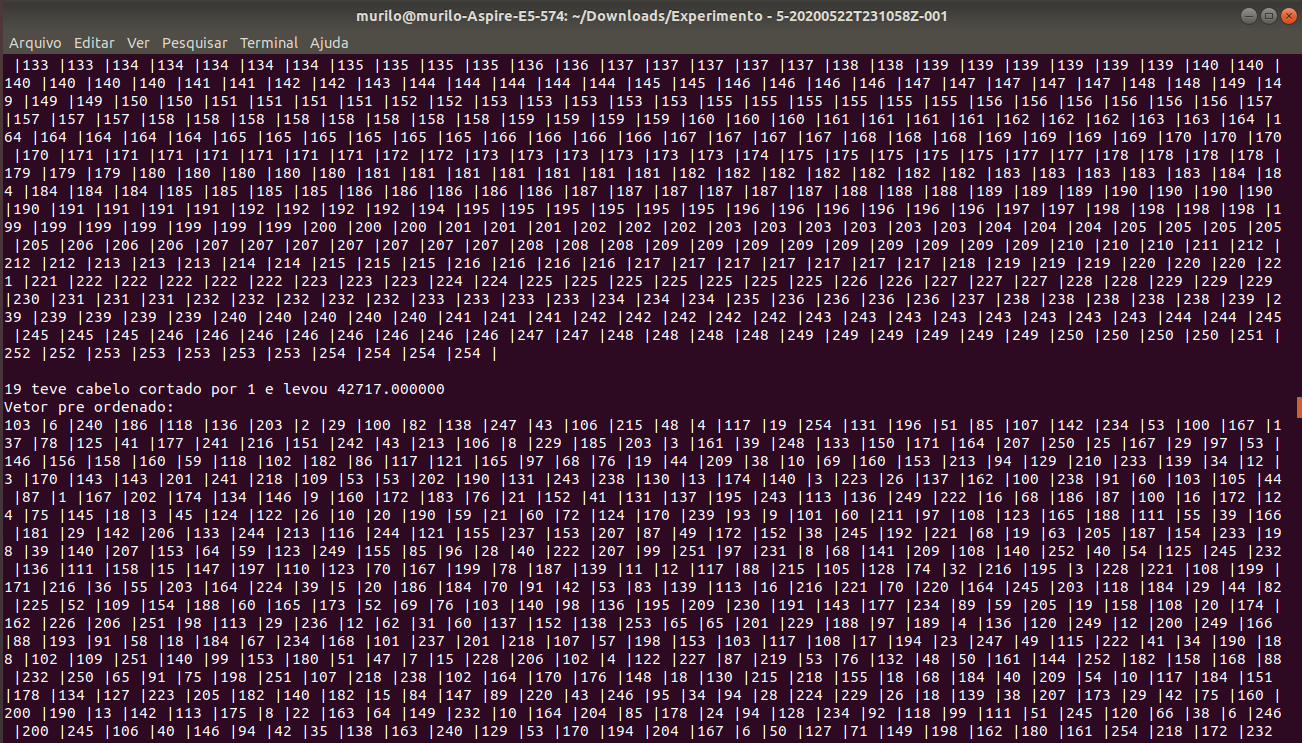 murilo@murilo-Aspire-E5-574: ~/Downloads/Experimento - 5-20200522T231058Z-001
Arquivo Editar Ver Pesquisar Terminal Ajuda
|133 |133 |134 |134 |134 |134 |134 |135 |135 |135 |135 |136 |136 |137 |137 |137 |137 |137 |138 |138 |139 |139 |139 |139 |139 |139 |140 |140 |
140 |140 |140 |140 |141 |141 |142 |142 |143 |144 |144 |144 |144 |144 |145 |145 |146 |146 |146 |146 |147 |147 |147 |147 |147 |148 |148 |149 |14
9 |149 |149 |150 |150 |151 |151 |151 |151 |152 |152 |153 |153 |153 |153 |153 |155 |155 |155 |155 |155 |155 |156 |156 |156 |156 |156 |156 |157
|157 |157 |157 |158 |158 |158 |158 |158 |158 |158 |158 |159 |159 |159 |159 |160 |160 |160 |161 |161 |161 |161 |162 |162 |162 |163 |163 |164 |1
64 |164 |164 |164 |164 |165 |165 |165 |165 |165 |165 |166 |166 |166 |166 |167 |167 |167 |167 |168 |168 |168 |169 |169 |169 |169 |170 |170 |170
|170 |171 |171 |171 |171 |171 |171 |171 |172 |172 |173 |173 |173 |173 |173 |173 |174 |175 |175 |175 |175 |175 |177 |177 |178 |178 |178 |178 |
179 |179 |179 |180 |180 |180 |180 |180 |181 |181 |181 |181 |181 |181 |181 |182 |182 |182 |182 |182 |182 |182 |183 |183 |183 |183 |183 |184 |18
4 |184 |184 |184 |185 |185 |185 |185 |186 |186 |186 |186 |186 |187 |187 |187 |187 |187 |187 |188 |188 |188 |189 |189 |189 |190 |190 |190 |190
|190 |191 |191 |191 |191 |192 |192 |192 |192 |194 |195 |195 |195 |195 |195 |195 |196 |196 |196 |196 |196 |196 |197 |197 |198 |198 |198 |198 |1
99 |199 |199 |199 |199 |199 |199 |200 |200 |200 |201 |201 |201 |202 |202 |202 |203 |203 |203 |203 |203 |203 |204 |204 |204 |205 |205 |205 |205
|205 |206 |206 |206 |207 |207 |207 |207 |207 |207 |207 |208 |208 |208 |209 |209 |209 |209 |209 |209 |209 |209 |209 |210 |210 |210 |211 |212 |
212 |212 |213 |213 |213 |214 |214 |215 |215 |215 |216 |216 |216 |216 |217 |217 |217 |217 |217 |217 |217 |218 |219 |219 |219 |220 |220 |220 |22
1 |221 |222 |222 |222 |222 |222 |223 |223 |223 |224 |224 |225 |225 |225 |225 |225 |225 |225 |226 |226 |227 |227 |227 |228 |228 |229 |229 |229
|230 |231 |231 |231 |232 |232 |232 |232 |232 |233 |233 |233 |233 |234 |234 |234 |235 |236 |236 |236 |236 |237 |238 |238 |238 |238 |238 |239 |2
39 |239 |239 |239 |239 |240 |240 |240 |240 |240 |241 |241 |241 |242 |242 |242 |242 |242 |243 |243 |243 |243 |243 |243 |243 |243 |244 |244 |245
|245 |245 |245 |246 |246 |246 |246 |246 |246 |246 |246 |247 |247 |248 |248 |248 |248 |249 |249 |249 |249 |249 |249 |250 |250 |250 |250 |251 |
252 |252 |253 |253 |253 |253 |253 |254 |254 |254 |254 |
19 teve cabelo cortado por 1 e levou 42717.000000
Vetor pre ordenado:
103 |6 |240 |186 |118 |136 |203 |2 |29 |100 |82 |138 |247 |43 |106 |215 |48 |4 |117 |19 |254 |131 |196 |51 |85 |107 |142 |234 |53 |100 |167 |1
37 |78 |125 |41 |177 |241 |216 |151 |242 |43 |213 |106 |8 |229 |185 |203 |3 |161 |39 |248 |133 |150 |171 |164 |207 |250 |25 |167 |29 |97 |53 |
146 |156 |158 |160 |59 |118 |102 |182 |86 |117 |121 |165 |97 |68 |76 |19 |44 |209 |38 |10 |69 |160 |153 |213 |94 |129 |210 |233 |139 |34 |12 |
3 |170 |143 |143 |201 |241 |218 |109 |53 |53 |202 |190 |131 |243 |238 |130 |13 |174 |140 |3 |223 |26 |137 |162 |100 |238 |91 |60 |103 |105 |44
|87 |1 |167 |202 |174 |134 |146 |9 |160 |172 |183 |76 |21 |152 |41 |131 |137 |195 |243 |113 |136 |249 |222 |16 |68 |186 |87 |100 |16 |172 |12
4 |75 |145 |18 |3 |45 |124 |122 |26 |10 |20 |190 |59 |21 |60 |72 |124 |170 |239 |93 |9 |101 |60 |211 |97 |108 |123 |165 |188 |111 |55 |39 |166
|181 |29 |142 |206 |133 |244 |213 |116 |244 |121 |155 |237 |153 |207 |87 |49 |172 |152 |38 |245 |192 |221 |68 |19 |63 |205 |187 |154 |233 |19
8 |39 |140 |207 |153 |64 |59 |123 |249 |155 |85 |96 |28 |40 |222 |207 |99 |251 |97 |231 |8 |68 |141 |209 |108 |140 |252 |40 |54 |125 |245 |232
|136 |111 |158 |15 |147 |197 |110 |123 |70 |167 |199 |78 |187 |139 |11 |12 |117 |88 |215 |105 |128 |74 |32 |216 |195 |3 |228 |221 |108 |199 |
171 |216 |36 |55 |203 |164 |224 |39 |5 |20 |186 |184 |70 |91 |42 |53 |83 |139 |113 |16 |216 |221 |70 |220 |164 |245 |203 |118 |184 |29 |44 |82
|225 |52 |109 |154 |188 |60 |165 |173 |52 |69 |76 |103 |140 |98 |136 |195 |209 |230 |191 |143 |177 |234 |89 |59 |205 |19 |158 |108 |20 |174 |
162 |226 |206 |251 |98 |113 |29 |236 |12 |62 |31 |60 |137 |152 |138 |253 |65 |65 |201 |229 |188 |97 |189 |4 |136 |120 |249 |12 |200 |249 |166
|88 |193 |91 |58 |18 |184 |67 |234 |168 |101 |237 |201 |218 |107 |57 |198 |153 |103 |117 |108 |17 |194 |23 |247 |49 |115 |222 |41 |34 |190 |18
8 |102 |109 |251 |140 |99 |153 |180 |51 |47 |7 |15 |228 |206 |102 |4 |122 |227 |87 |219 |53 |76 |132 |48 |50 |161 |144 |252 |182 |158 |168 |88
|232 |250 |65 |91 |75 |198 |251 |107 |218 |238 |102 |164 |170 |176 |148 |18 |130 |215 |218 |155 |18 |68 |184 |40 |209 |54 |10 |117 |184 |151
|178 |134 |127 |223 |205 |182 |140 |182 |15 |84 |147 |89 |220 |43 |246 |95 |34 |94 |28 |224 |229 |26 |18 |139 |38 |207 |173 |29 |42 |75 |160 |
200 |190 |13 |142 |113 |175 |8 |22 |163 |64 |149 |232 |10 |164 |204 |85 |178 |24 |94 |128 |234 |92 |118 |99 |111 |51 |245 |120 |66 |38 |6 |246
|200 |245 |106 |40 |146 |94 |42 |35 |138 |163 |240 |129 |53 |170 |194 |204 |167 |6 |50 |127 |71 |149 |198 |162 |180 |161 |254 |218 |172 |232